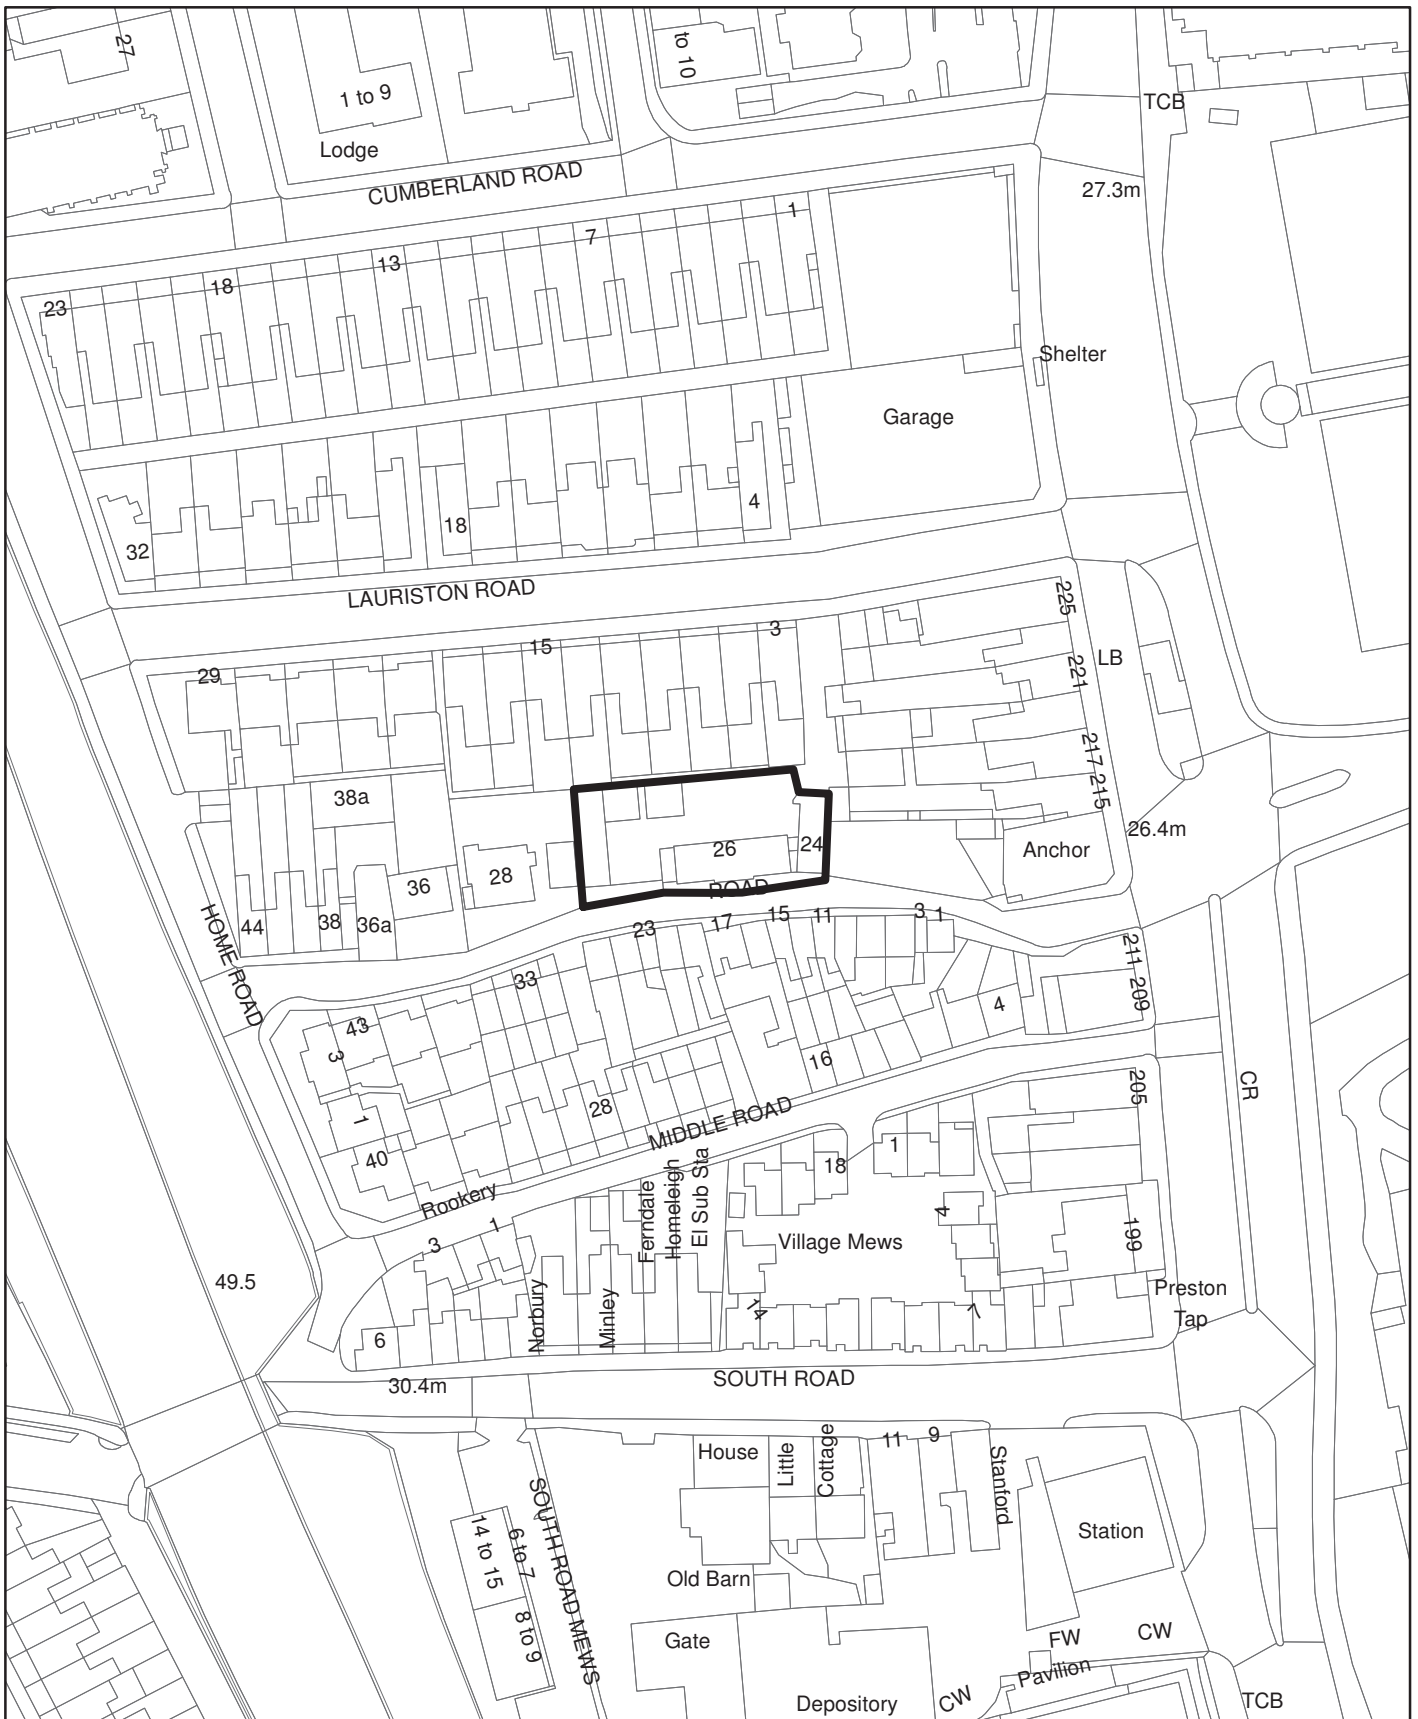 27
1 to 9
to 10
TCB
Lodge
CUMBERLAND ROAD
27.3m
1
7
13
18
23
Shelter
Garage
4
18
32
LAURISTON ROAD
225
3
15
LB
29
221
217
215
38a
26.4m
26
24
Anchor
28
36
ROAD
44
38
36a
HOME ROAD
23
17
15
11
3
1
211
209
33
4
43
3
16
CR
205
1
28
MIDDLE ROAD
40
18
1
Rookery
Ferndale
Homeleigh
El Sub Sta
4
199
3
1
Village Mews
49.5
Norbury
Minley
14
7
Preston
Tap
6
30.4m
SOUTH ROAD
House
Little
Cottage
11
9
Stanford
14 to 15
6 to 7
SOUTH ROAD MEWS
Station
Old Barn
8 to 9
Gate
FW
CW
Pavilion
CW
Depository
TCB